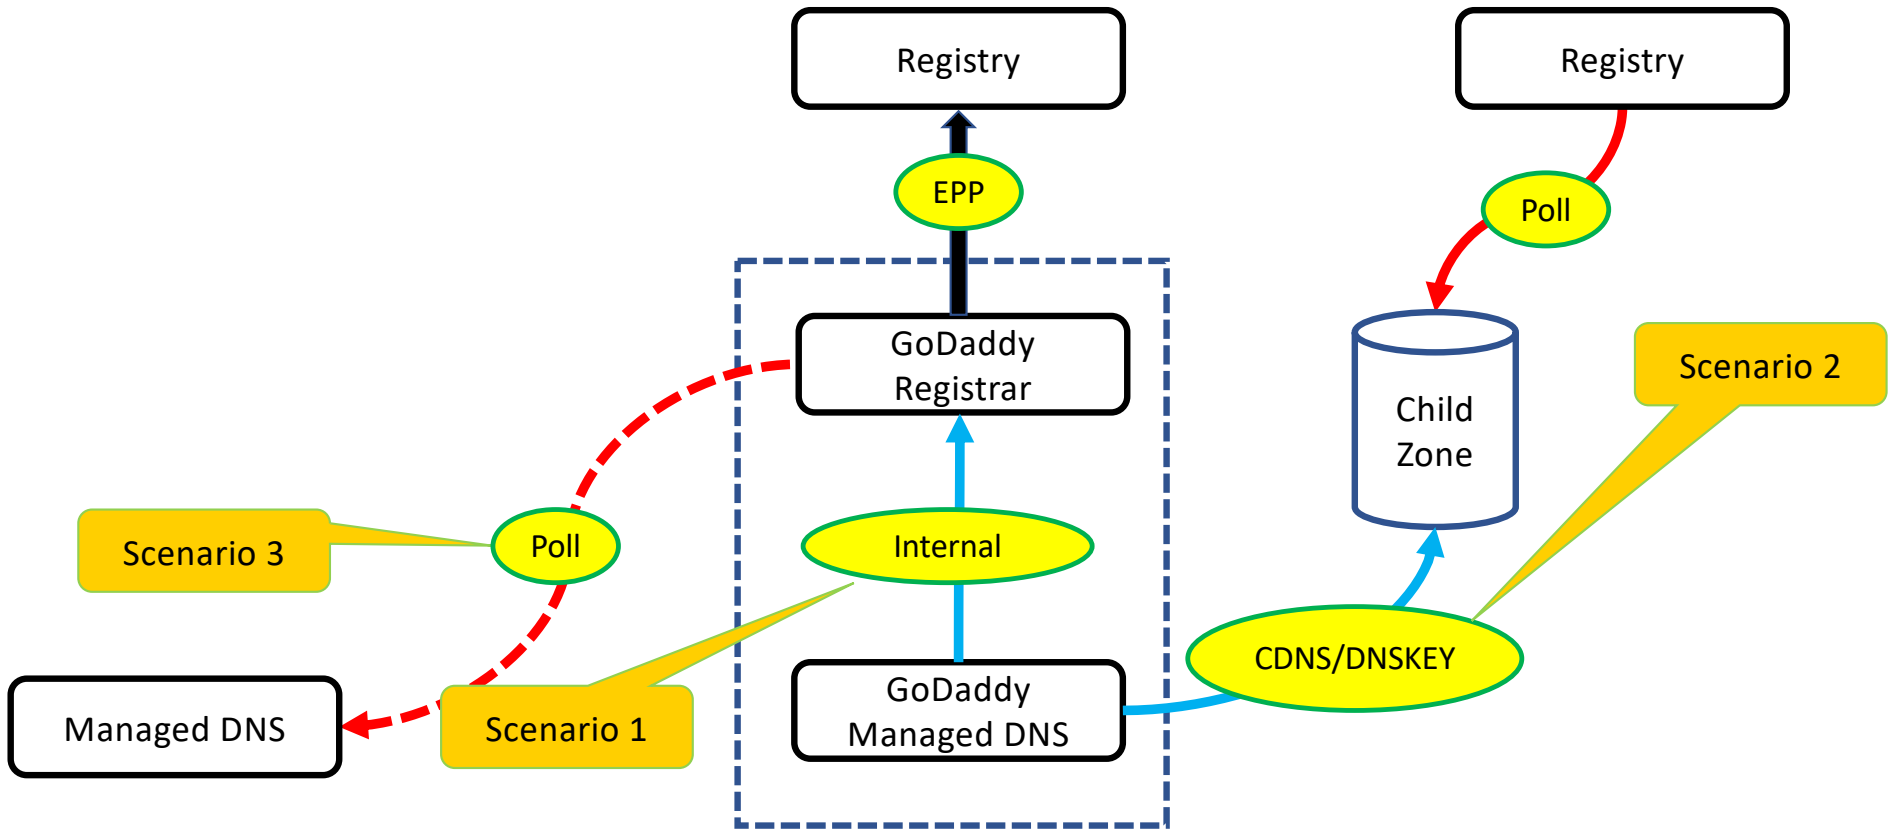 Registry
Registry
EPP
Poll
GoDaddy
Registrar
Scenario 2
Child
Zone
Scenario 3
Poll
Internal
CDNS/DNSKEY
Managed DNS
Scenario 1
GoDaddy
Managed DNS